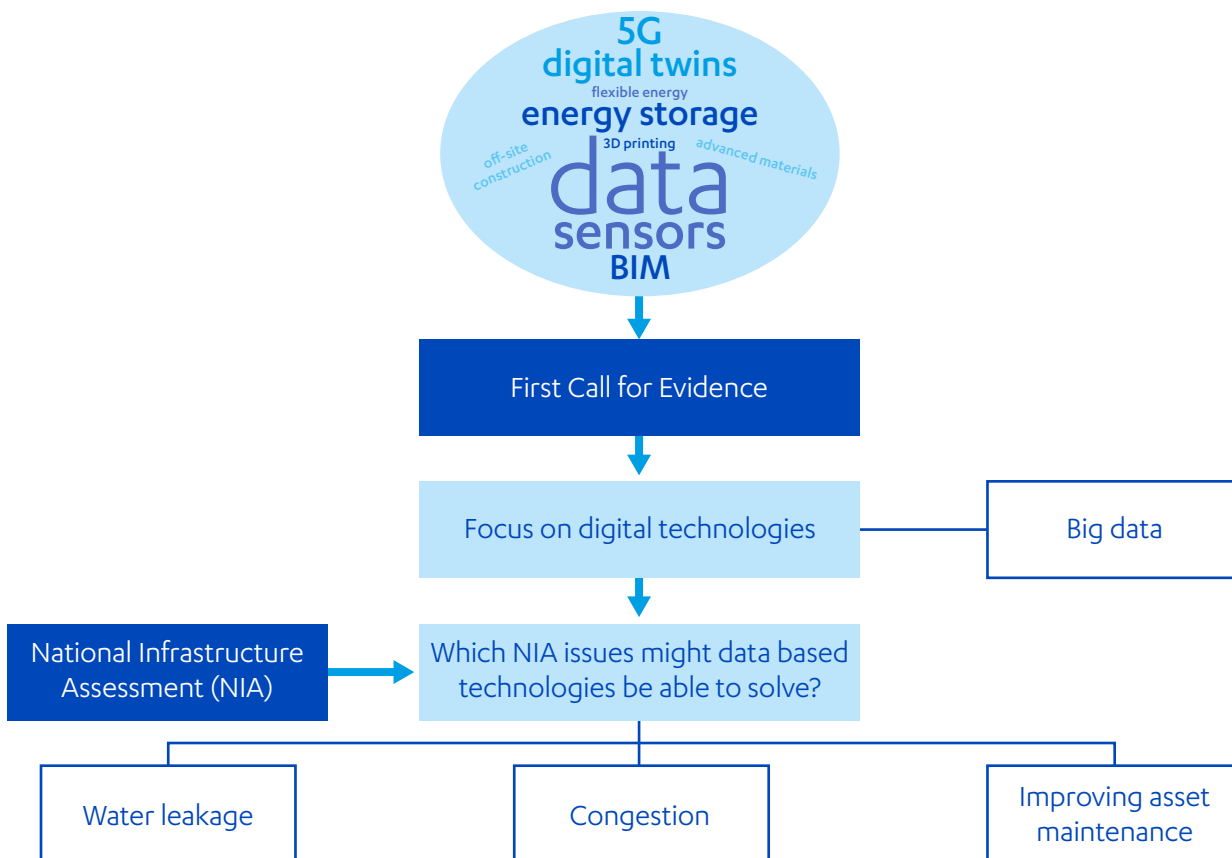 5G
digital twins
flexible energy
energy storage
3D printing
off-site
construction
advanced materials
data
sensors
BIM
First Call for Evidence
Focus on digital technologies
Big data
National Infrastructure
Assessment (NIA)
Which NIA issues might data based
technologies be able to solve?
Water leakage
Congestion
Improving asset
maintenance